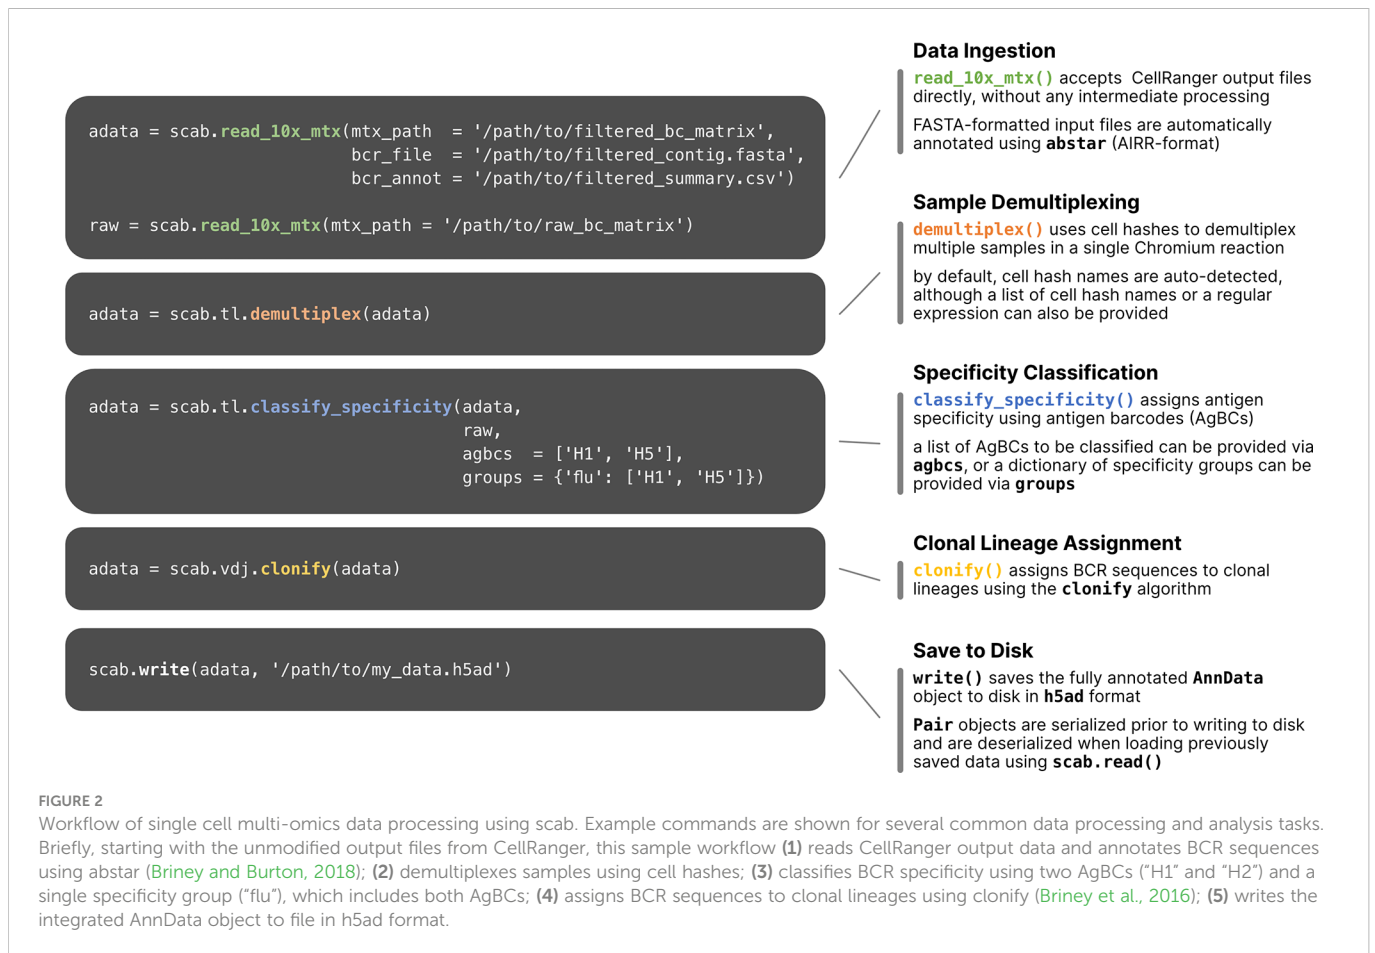 adata = scab.read_10x_mtx(mtx_path = '/path/to/filtered_bc_matrix',
bcr_file = '/path/to/filtered_contig.fasta',
bcr_annot = '/path/to/filtered_summary.csv')
raw = scab.read_10x_mtx(mtx_path = '/path/to/raw_bc_matrix')
adata = scab.tl.demultiplex(adata)
adata = scab.tl.classify_specificity(adata,
raw,
agbcs = ['H1', 'H5'],
groups = {'flu': ['H1', 'H5']})
adata = scab.vdj.clonify(adata)
scab.write(adata, '/path/to/my_data.h5ad')
Data Ingestion
read_10x_mtx() accepts CellRanger output files
directly, without any intermediate processing
FASTA-formatted input files are automatically
annotated using abstar (AIRR-format)
Sample Demultiplexing
demultiplex() uses cell hashes to demultiplex
multiple samples in a single Chromium reaction
by default, cell hash names are auto-detected,
although a list of cell hash names or a regular
expression can also be provided
Specificity Classification
classify_specificity() assigns antigen
specificity using antigen barcodes (AgBCs)
a list of AgBCs to be classified can be provided via
agbcs, or a dictionary of specificity groups can be
provided via groups
Clonal Lineage Assignment
clonify() assigns BCR sequences to clonal
lineages using the clonify algorithm
Save to Disk
write() saves the fully annotated AnnData
object to disk in h5ad format
Pair objects are serialized prior to writing to disk
and are deserialized when loading previously
saved data using scab.read()
FIGURE 2
Workflow of single cell multi-omics data processing using scab. Example commands are shown for several common data processing and analysis tasks.
Briefly, starting with the unmodified output files from CellRanger, this sample workflow (1) reads CellRanger output data and annotates BCR sequences
using abstar (Briney and Burton, 2018); (2) demultiplexes samples using cell hashes; (3) classifies BCR specificity using two AgBCs (“H1” and “H2”) and a
single specificity group (“flu”), which includes both AgBCs; (4) assigns BCR sequences to clonal lineages using clonify (Briney et al., 2016); (5) writes the
integrated AnnData object to file in h5ad format.